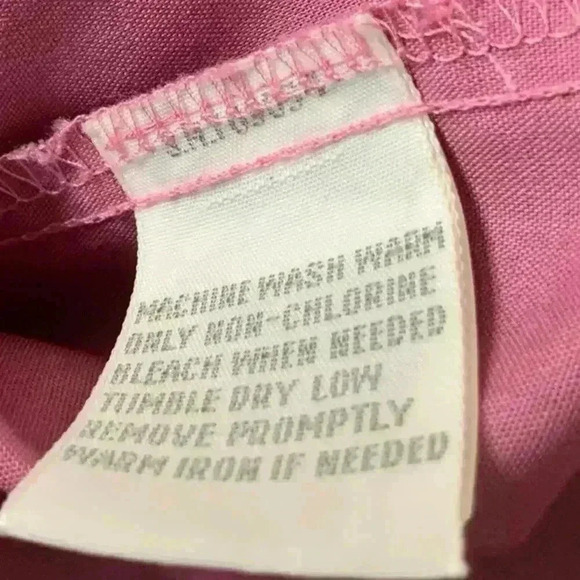 MACHINE WASH WARM
ONLY NON-CHLORINE
BLEACH WHEN NEEDED
TUMBLE DRY LOW
REMOVE PROMPTLY
WARM IRON IF NEEDED